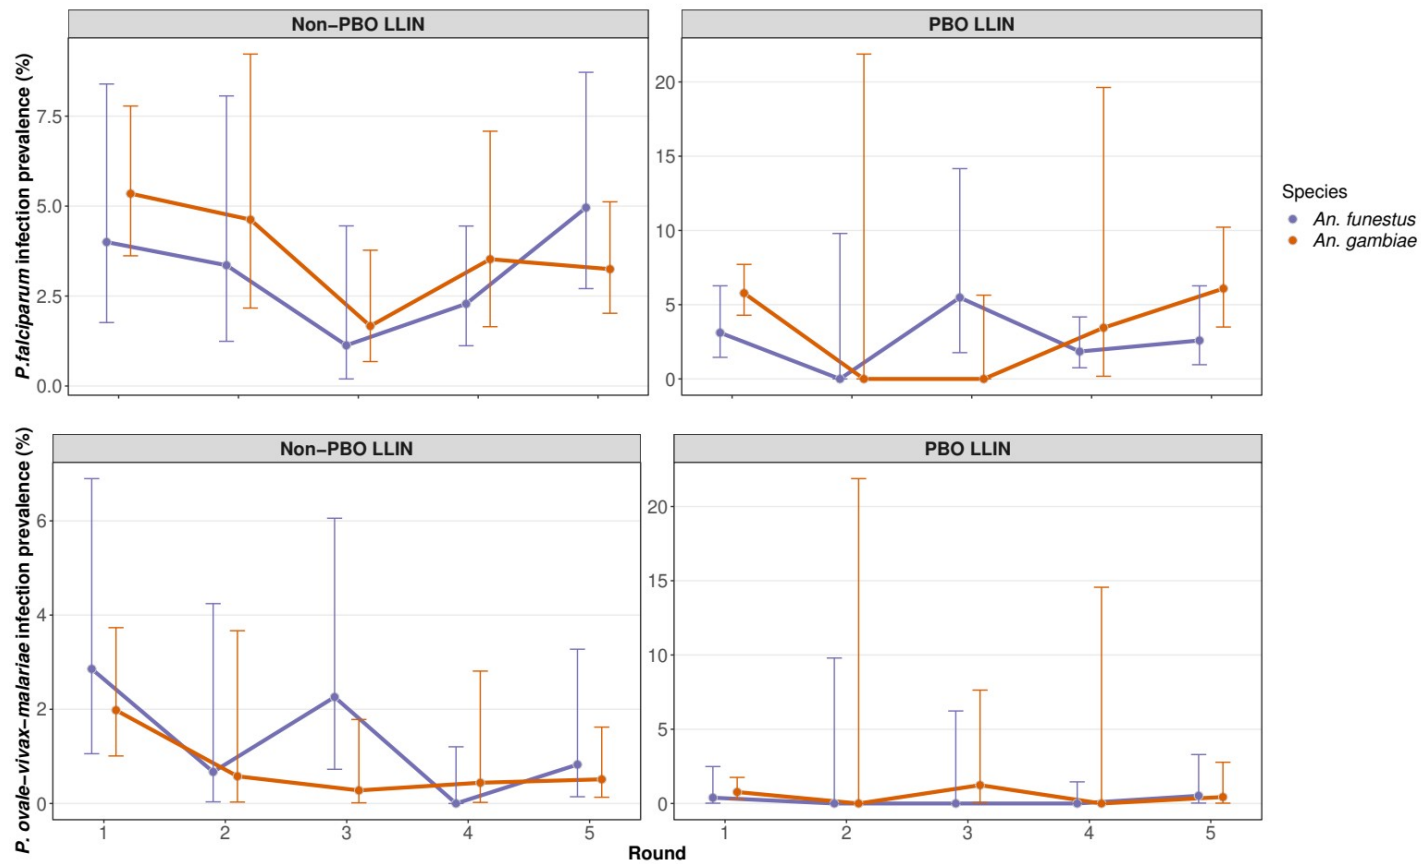 Non−PBO LLIN
PBO LLIN
P.falciparum infection prevalence (%)
7.5
5.0
2.5
0.0
20
15
10
5
0
Species
An. funestus
An. gambiae
Non−PBO LLIN
PBO LLIN
P. ovale−vivax−malariae infection prevalence (%)
6
4
2
0
20
15
10
5
0
1 2 3 4 5
1 2 3 4 5
Round